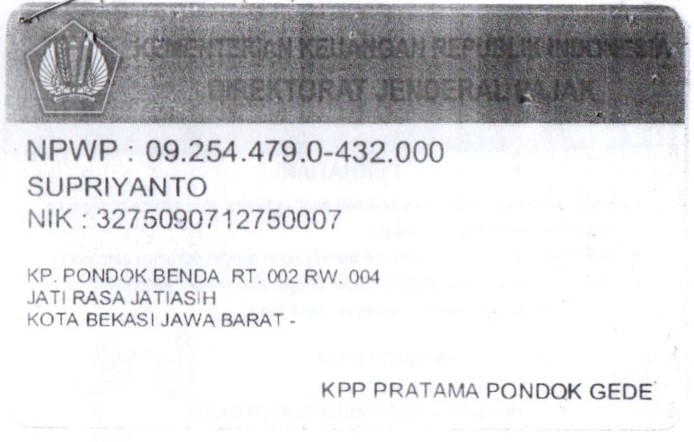 KEMENTERIAN KEUANGAN REPUBLIK INDONESIA
DIREKTORAT JENDERAL PAJAK
NPWP : 09.254.479.0-432.000
SUPRIYANTO
NIK : 3275090712750007
KP. PONDOK BENDA RT. 002 RW. 004
JATI RASA JATIASIH
KOTA BEKASI JAWA BARAT -
KPP PRATAMA PONDOK GEDE